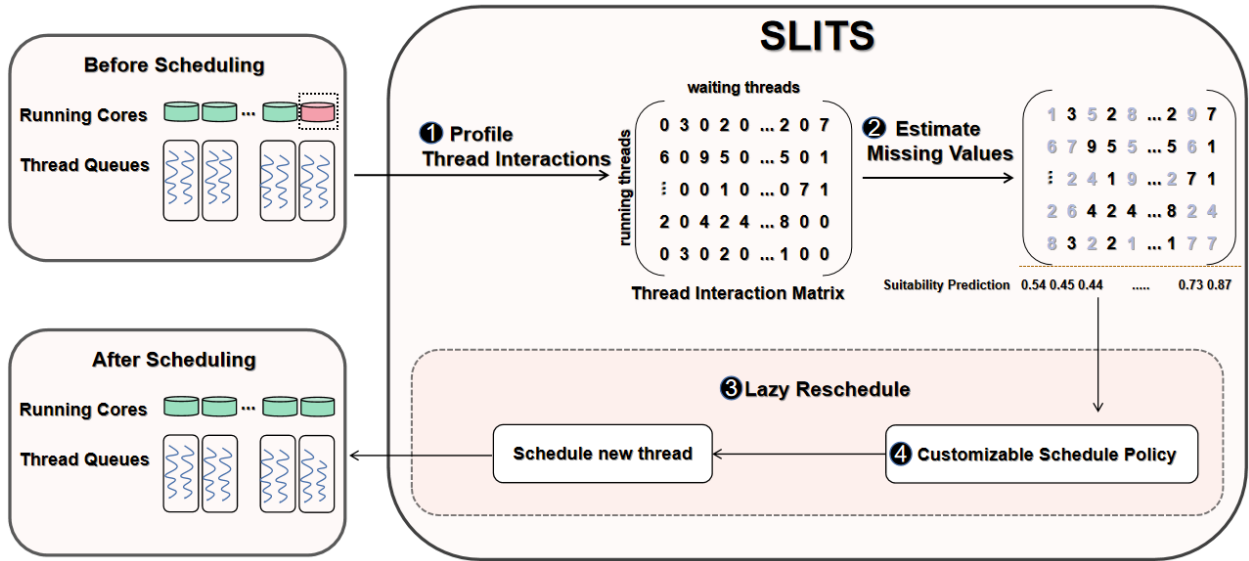 SLITS
Before Scheduling
Running Cores ...
Thread Queues
1 Profile
Thread Interactions
waiting threads
running threads
0 3 0 2 0 ... 2 0 7
6 0 9 5 0 ... 5 0 1
⋮ 0 0 1 0 ... 0 7 1
2 0 4 2 4 ... 8 0 0
0 3 0 2 0 ... 1 0 0
Thread Interaction Matrix
2 Estimate
Missing Values
1 3 5 2 8 ... 2 9 7
6 7 9 5 5 ... 5 6 1
⋮ 2 4 1 9 ... 2 7 1
2 6 4 2 4 ... 8 2 4
8 3 2 2 1 ... 1 7 7
Suitability Prediction 0.54 0.45 0.44 ..... 0.73 0.87
3 Lazy Reschedule
4 Customizable Schedule Policy
Schedule new thread
After Scheduling
Running Cores ...
Thread Queues